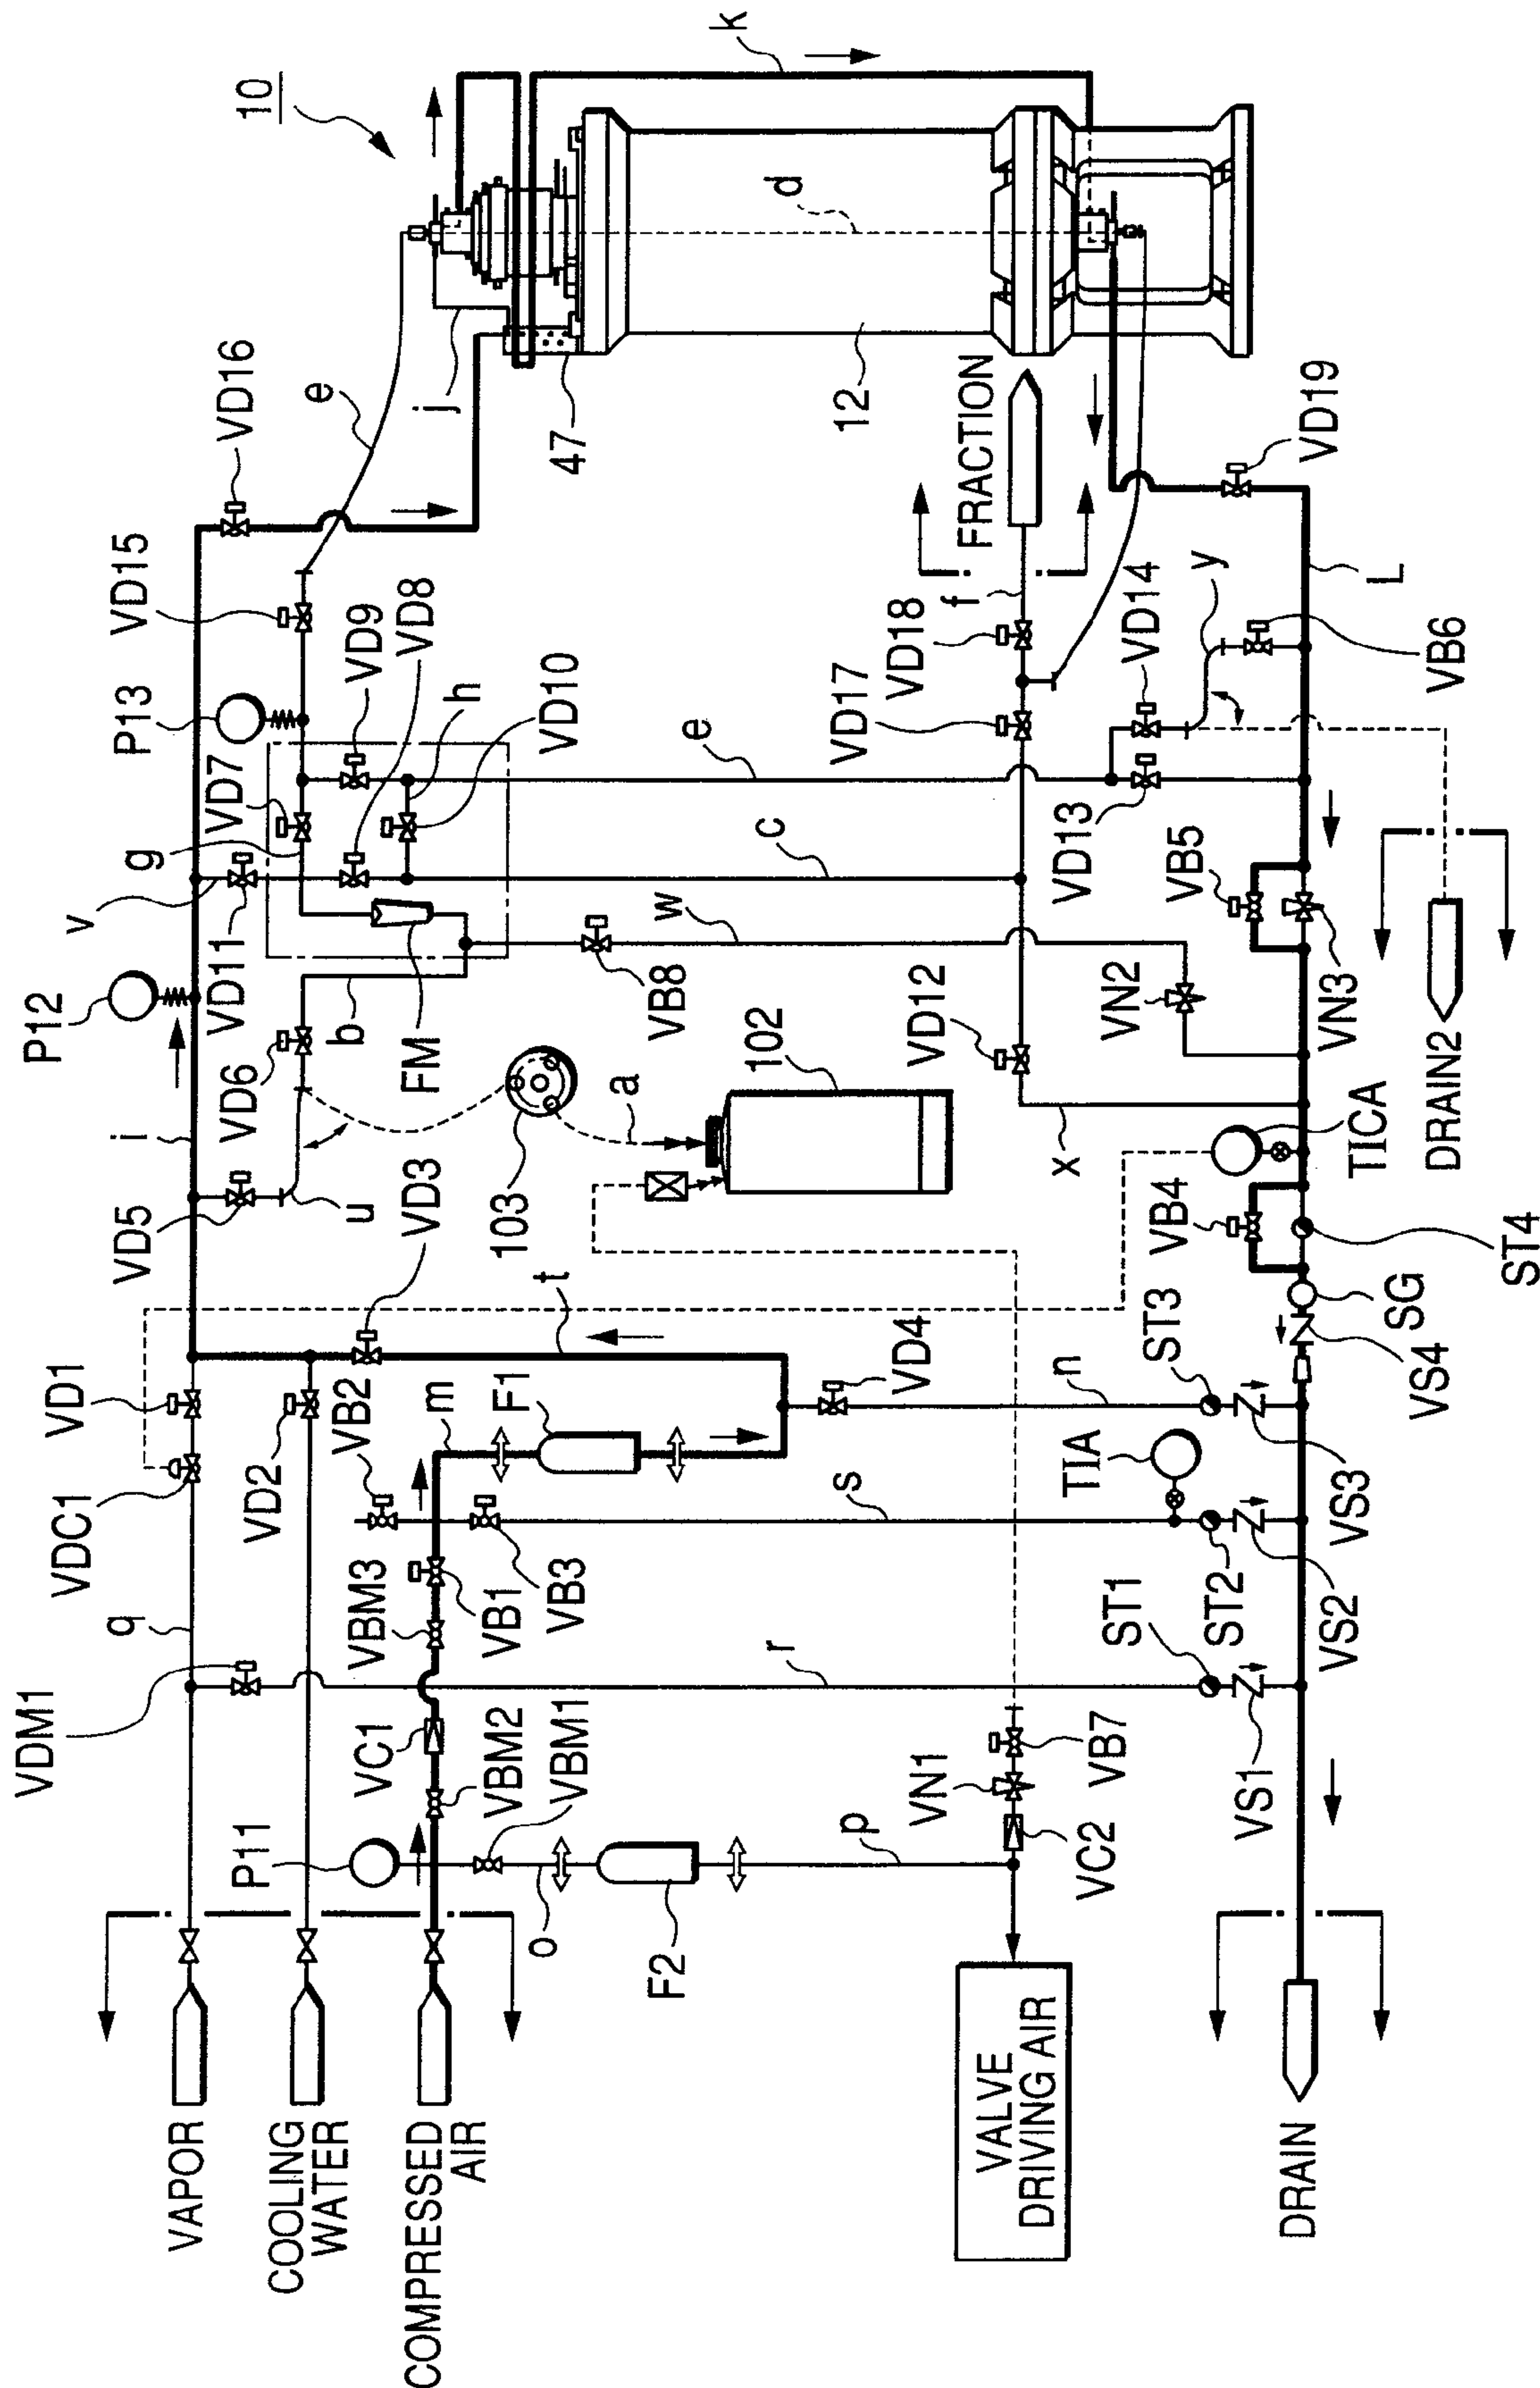 10
k
VD16
e
j
47
12
d
FRACTION
VD19
VD15
P13
VD9
VD8
h
VD10
VD7
g
v
VD11
P12
e
c
f
VD18
VD17
VD14
y
L
VB6
VD13
VB5
VN3
DRAIN2
w
VB8
VN2
b
FM
VD6
i
VD5
u
103
a
102
VD12
x
TICA
VB4
ST4
SG
VS4
VD3
t
VD1
VDC1
VD2
VB2
m
F1
VD4
n
ST3
VS3
TIA
s
ST2
VS2
q
VBM3
VB1
VB3
VDM1
VC1
VBM2
VBM1
r
ST1
VS1
P11
o
F2
p
VN1
VB7
VC2
VAPOR
COOLING
WATER
COMPRESSED
AIR
VALVE
DRIVING AIR
DRAIN